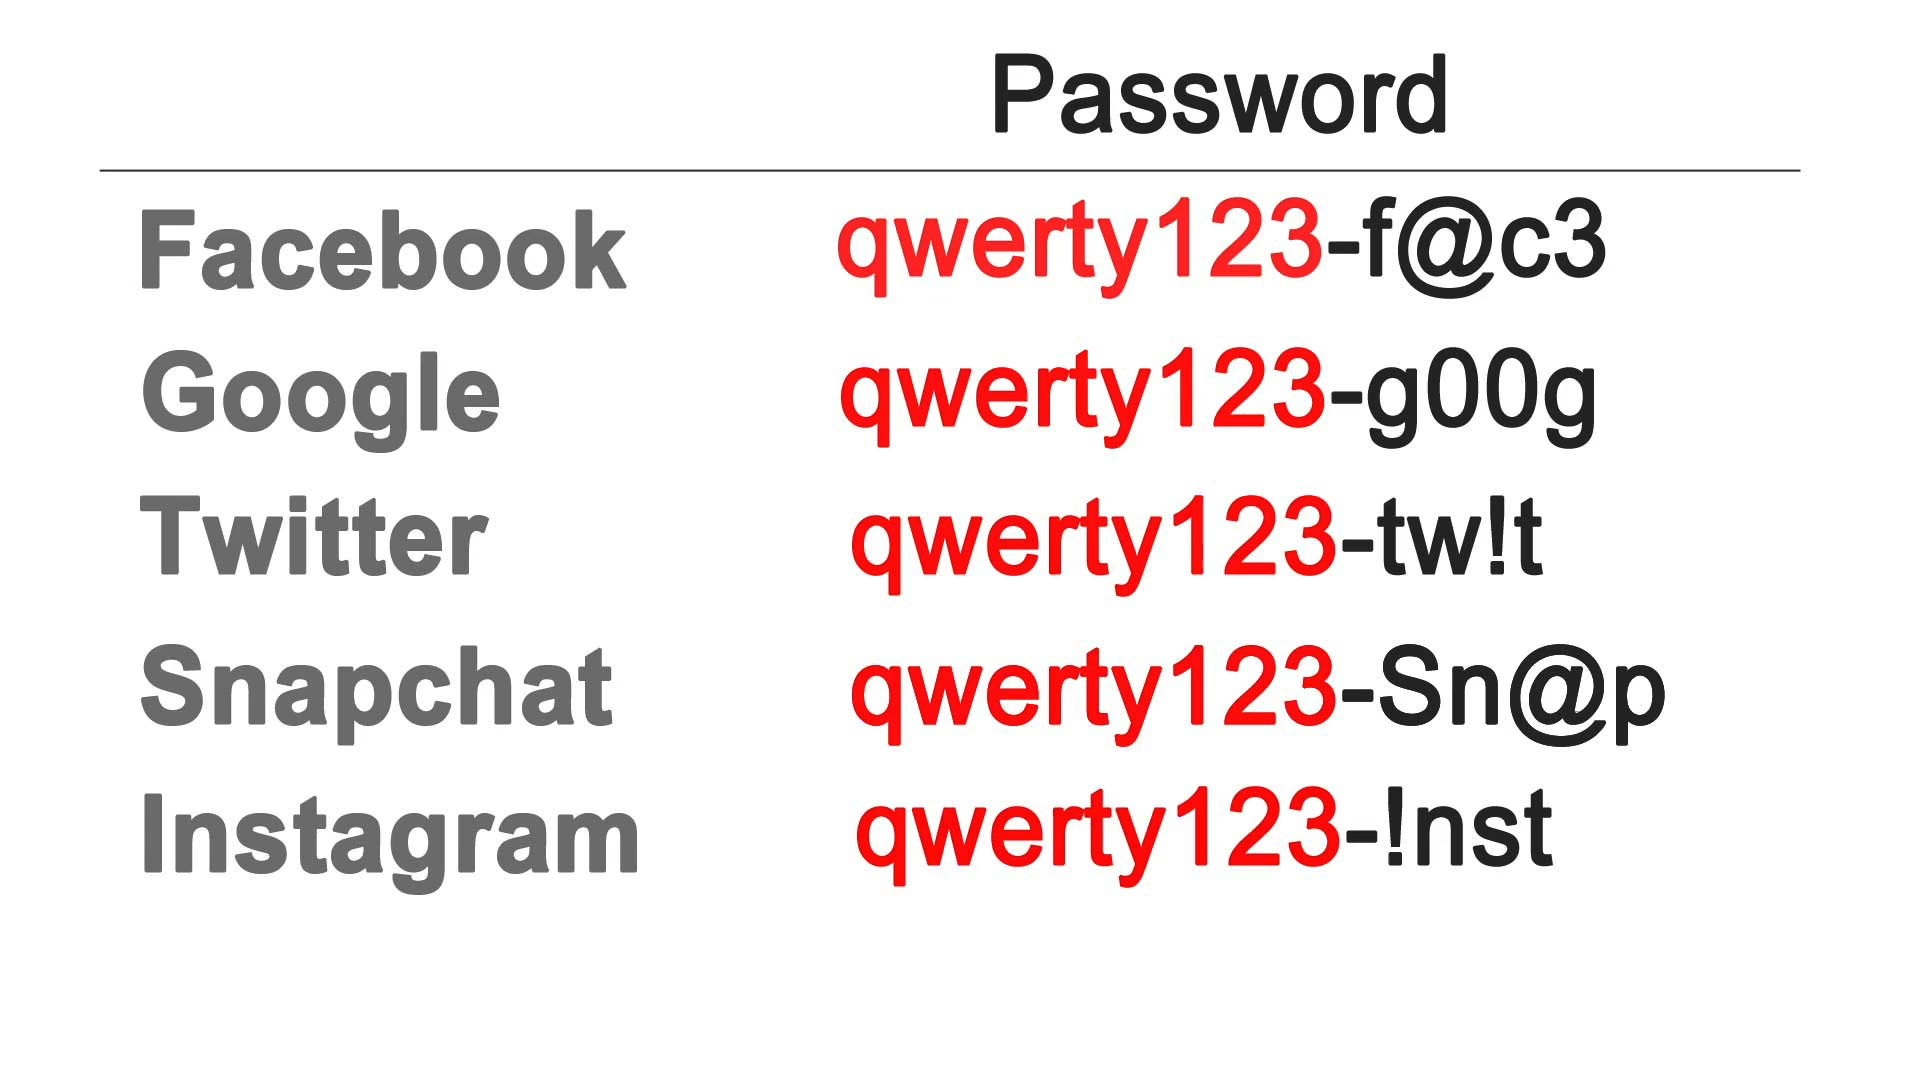 Password
Facebook qwerty123-f@c3
Google qwerty123-g00g
Twitter qwerty123-tw!t
Snapchat qwerty123-Sn@p
Instagram qwerty123-!nst